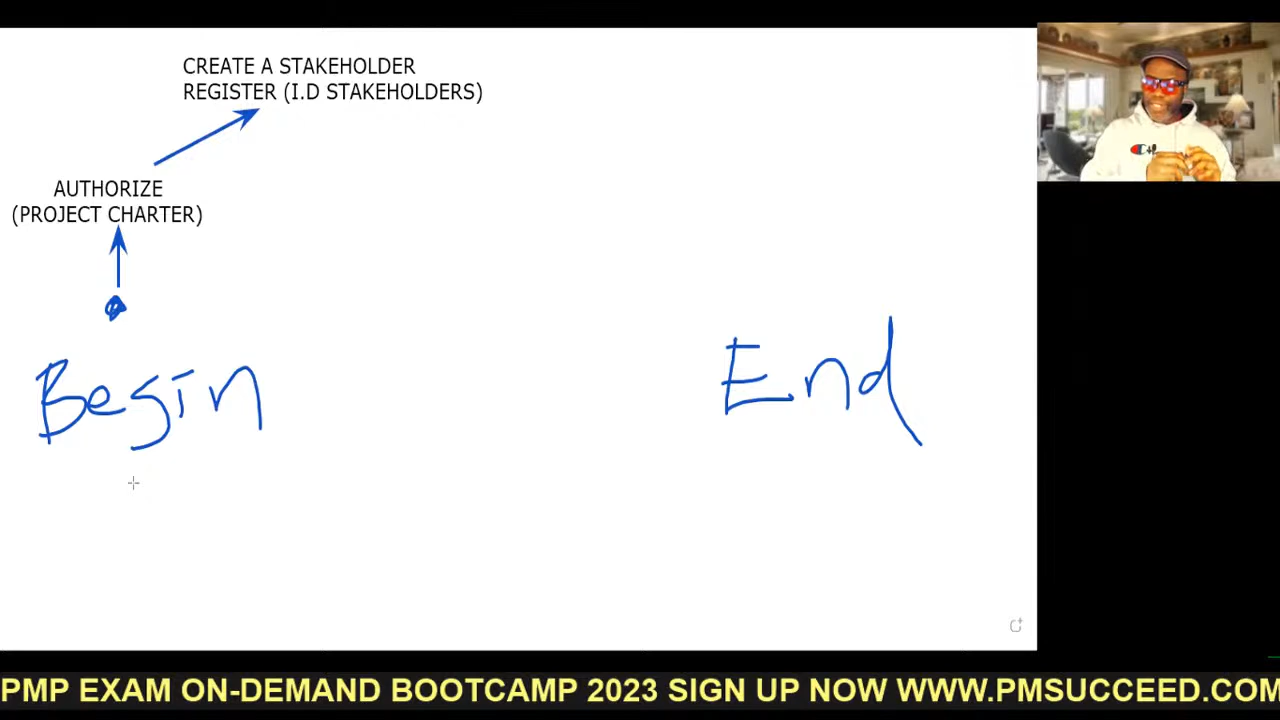 CREATE A STAKEHOLDER
REGISTER (I.D STAKEHOLDERS)
AUTHORIZE
(PROJECT CHARTER)
Begin
End
PMP EXAM ON-DEMAND BOOTCAMP 2023 SIGN UP NOW WWW.PMSUCCEED.COM